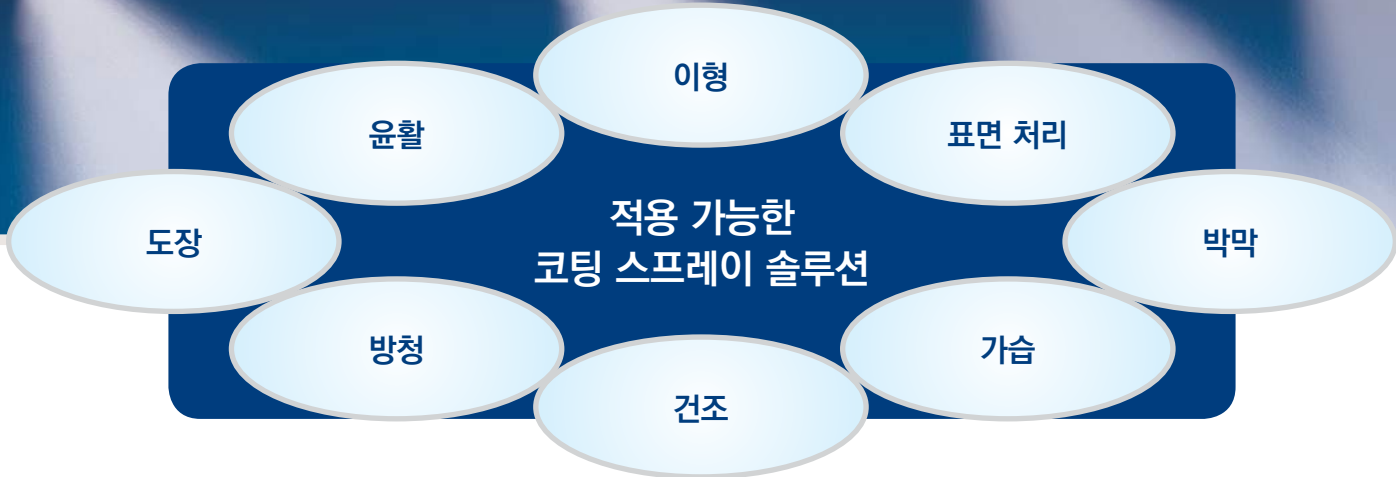 이형
윤활
표면 처리
도장
적용 가능한
코팅 스프레이 솔루션
박막
방청
가습
건조